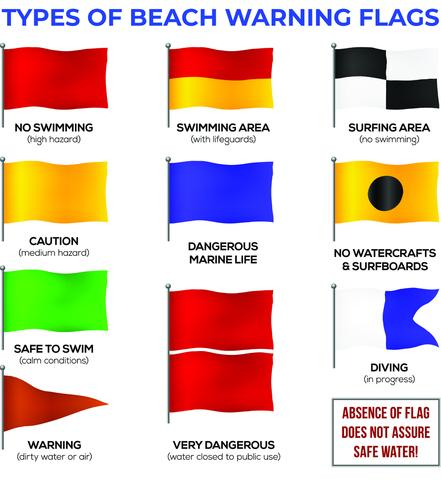 TYPES OF BEACH WARNING FLAGS
NO SWIMMING
(high hazard)
SWIMMING AREA
(with lifeguards)
SURFING AREA
(no swimming)
CAUTION
(medium hazard)
DANGEROUS
MARINE LIFE
NO WATERCRAFTS
& SURFBOARDS
SAFE TO SWIM
(calm conditions)
DIVING
(in progress)
WARNING
(dirty water or air)
VERY DANGEROUS
(water closed to public use)
ABSENCE OF FLAG
DOES NOT ASSURE
SAFE WATER!